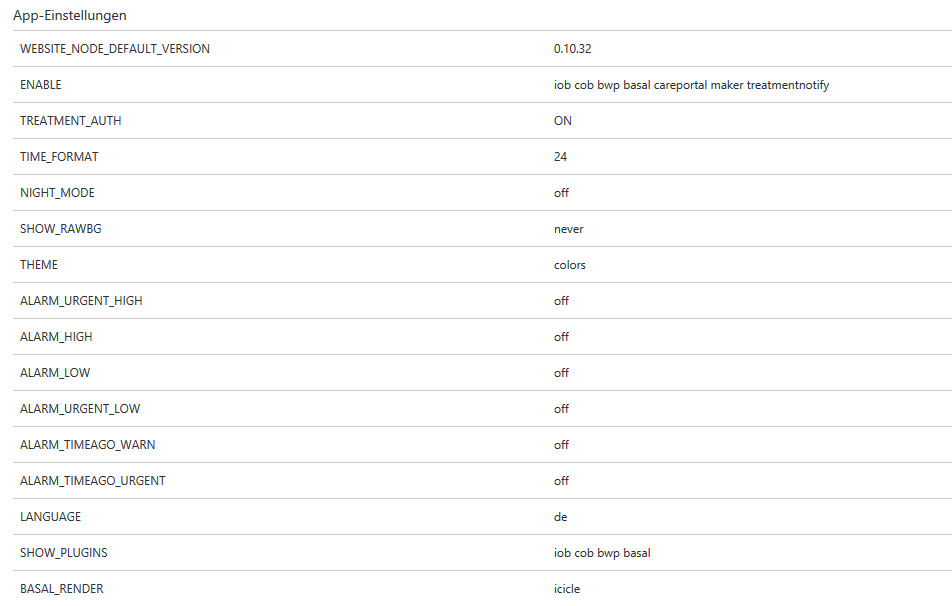 App-Einstellungen
WEBSITE_NODE_DEFAULT_VERSION 0.10.32
ENABLE iob cob bwp basal careportal maker treatmentnotify
TREATMENT_AUTH ON
TIME_FORMAT 24
NIGHT_MODE off
SHOW_RAWBG never
THEME colors
ALARM_URGENT_HIGH off
ALARM_HIGH off
ALARM_LOW off
ALARM_URGENT_LOW off
ALARM_TIMEAGO_WARN off
ALARM_TIMEAGO_URGENT off
LANGUAGE de
SHOW_PLUGINS iob cob bwp basal
BASAL_RENDER icicle